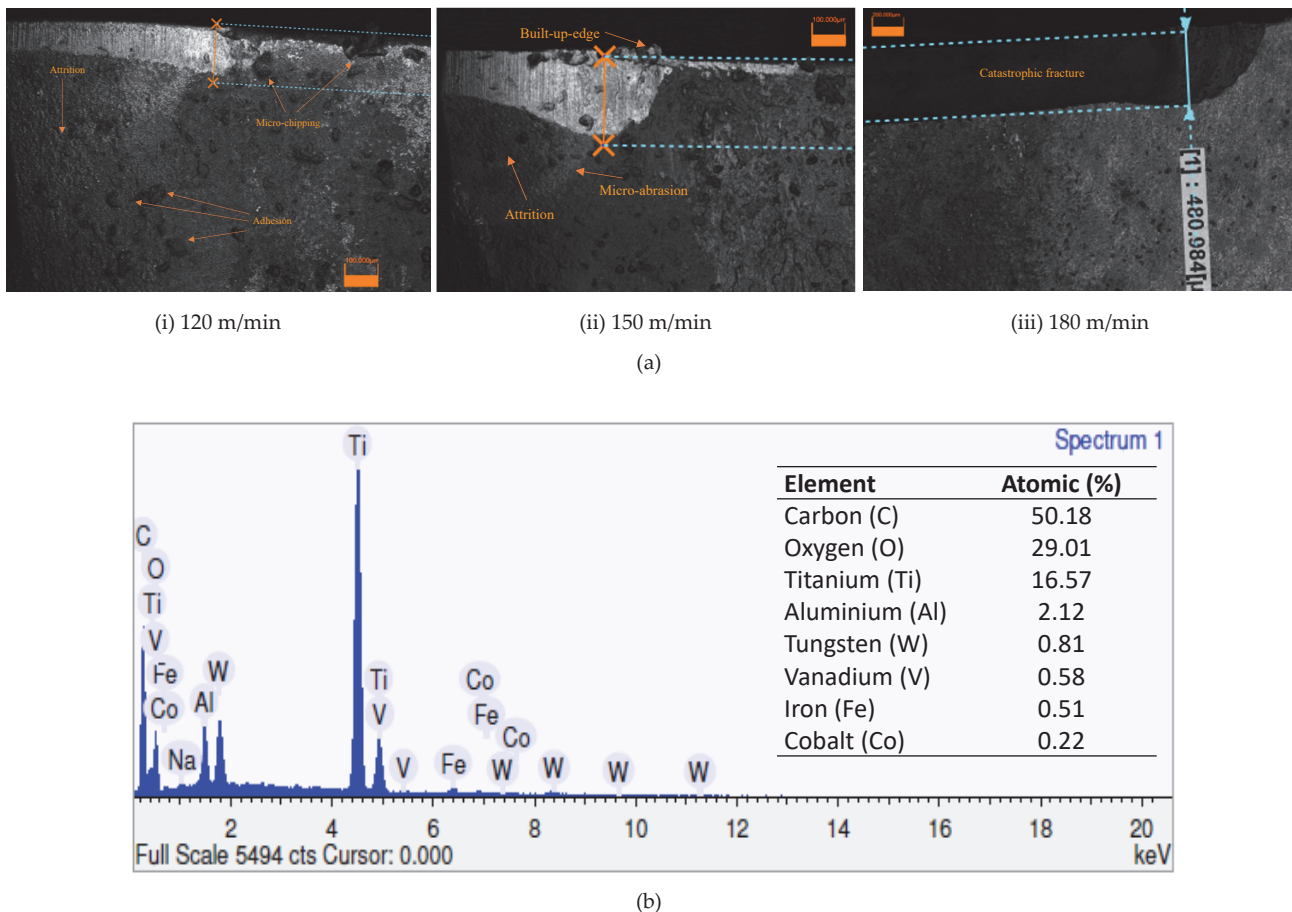 100.000µm
Built-up-edge
Attrition
Micro-chipping
Adhesion
100.000µm
Micro-abrasion
Attrition
Catastrophic fracture
[1] : 480.984[µ
(i) 120 m/min
(ii) 150 m/min
(iii) 180 m/min
(a)
Spectrum 1
Element Atomic (%)
Carbon (C) 50.18
Oxygen (O) 29.01
Titanium (Ti) 16.57
Aluminium (Al) 2.12
Tungsten (W) 0.81
Vanadium (V) 0.58
Iron (Fe) 0.51
Cobalt (Co) 0.22
Ti
C
O
Ti
V
Fe
Co
Na
Al
W
Ti
V
V
Fe
Co
Fe
Co
W
W
W
W
2 4 6 8 10 12 14 16 18 20
Full Scale 5494 cts Cursor: 0.000 keV
(b)